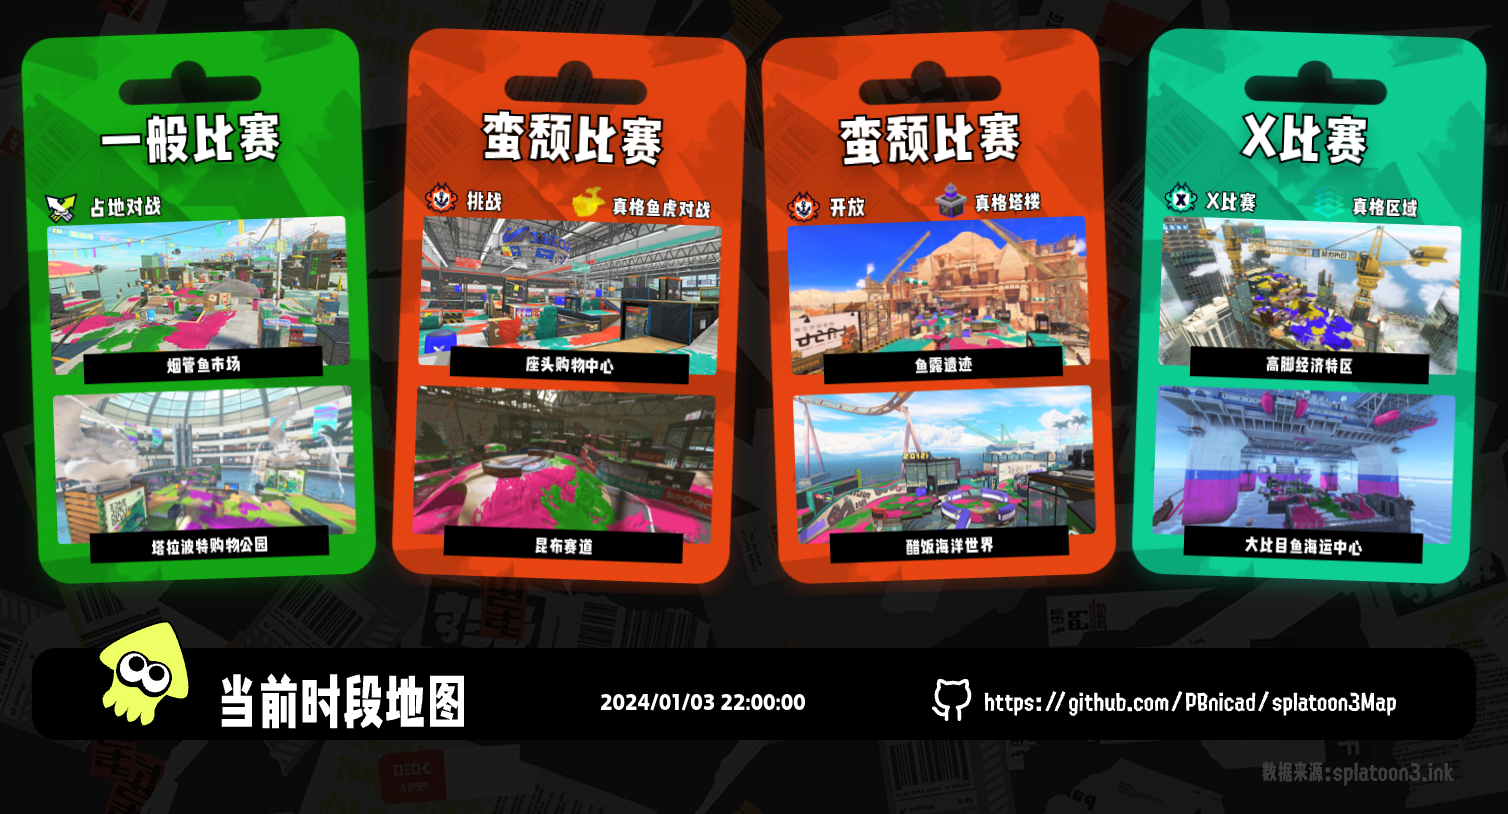 一般比赛
占地对战
烟管鱼市场
塔拉波特购物公园
蛮颓比赛
挑战
真格鱼虎对战
座头购物中心
昆布赛道
蛮颓比赛
开放
真格塔楼
鱼露遗迹
醋饭海洋世界
X比赛
X比赛
真格区域
高脚经济特区
大比目鱼海运中心
当前时段地图
2024/01/03 22:00:00
https://github.com/PBnicad/splatoon3Map
数据来源:splatoon3.ink